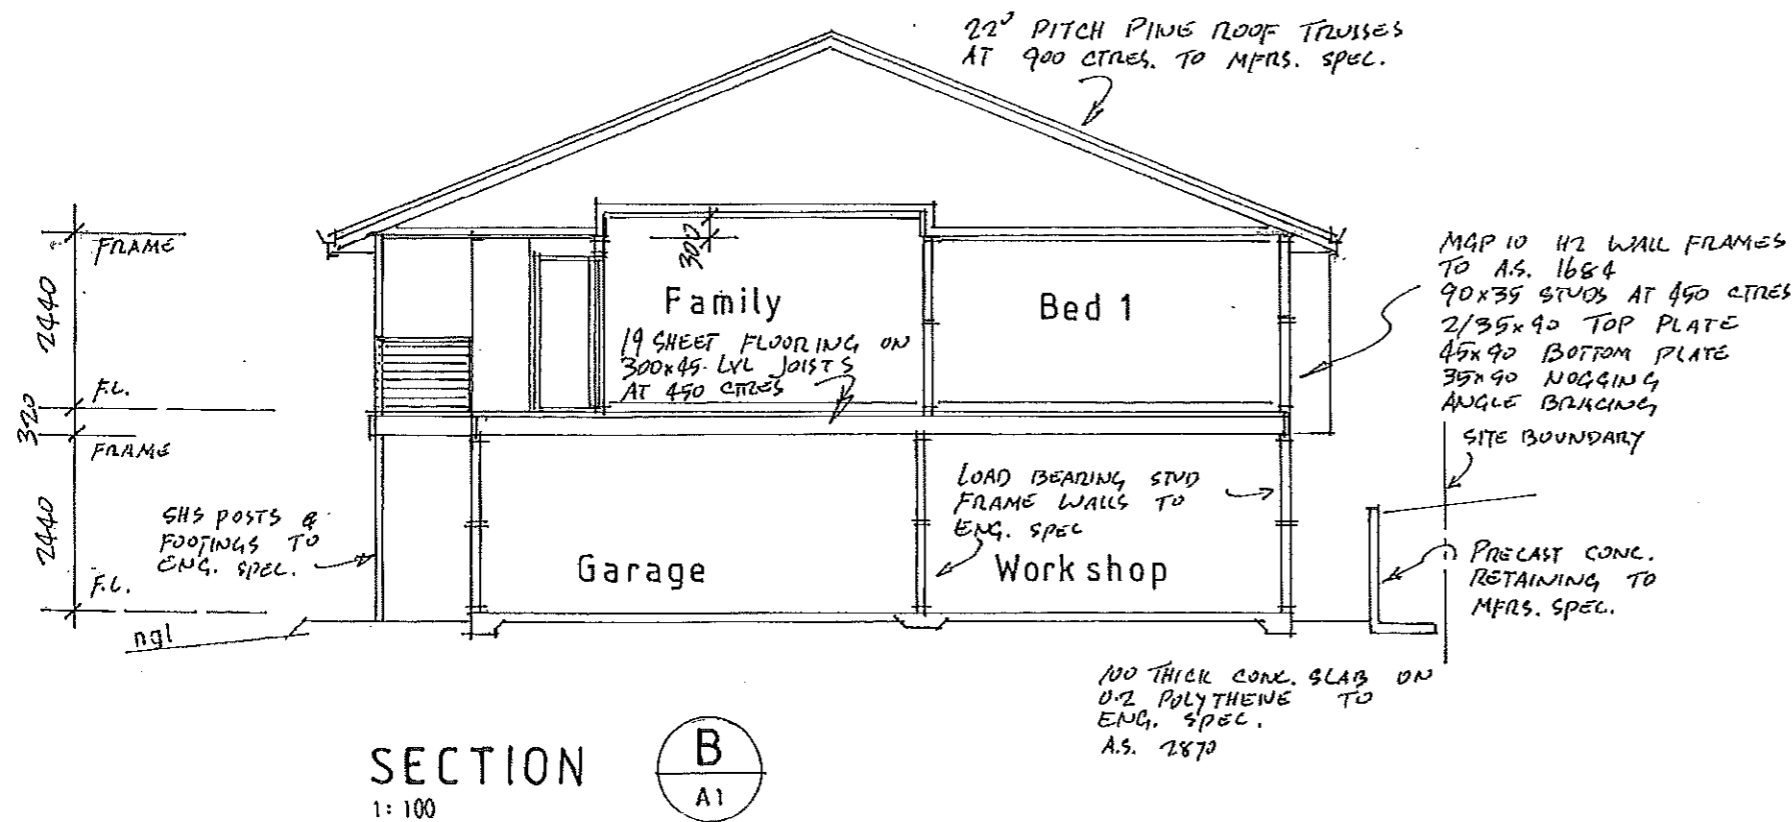 22° PITCH PINE ROOF TRUSSES
AT 900 CTRES. TO MFRS. SPEC.
FRAME
2440
F.L.
320
FRAME
2440
F.L.
ngl
300
Family
Bed 1
19 SHEET FLOORING ON
300x45 LVL JOISTS
AT 450 CTRES
MGP 10 H2 WALL FRAMES
TO A.S. 1684
90x35 STUDS AT 450 CTRES
2/35x90 TOP PLATE
45x90 BOTTOM PLATE
35x90 NOGGING
ANGLE BRACING
SITE BOUNDARY
SHS POSTS &
FOOTINGS TO
ENG. SPEC.
LOAD BEARING STUD
FRAME WALLS TO
ENG. SPEC
Garage
Workshop
PRECAST CONC.
RETAINING TO
MFRS. SPEC.
100 THICK CONC. SLAB ON
0.2 POLYTHENE TO
ENG. SPEC.
A.S. 2870
SECTION
1:100
B
A1